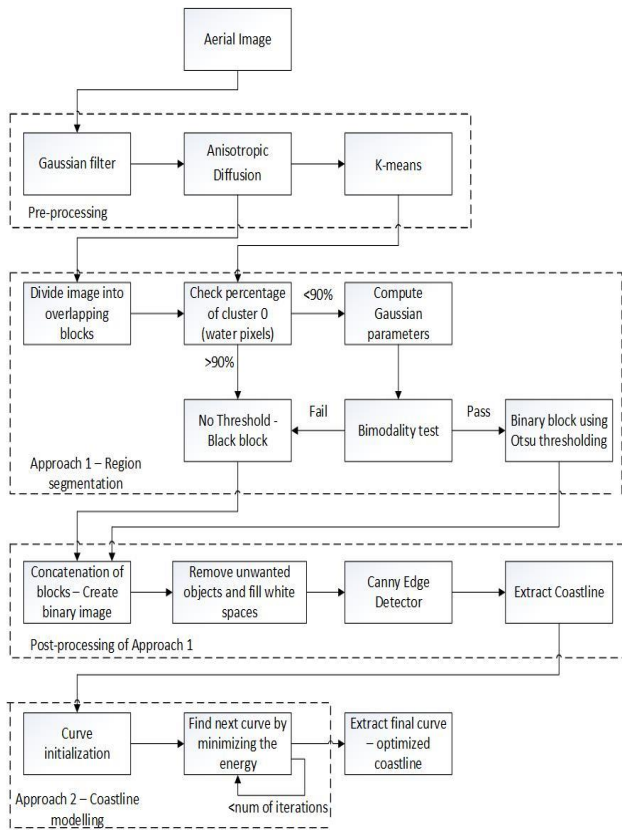 Aerial Image
Gaussian filter
Anisotropic
Diffusion
K-means
Pre-processing
Divide image into
overlapping
blocks
Check percentage
of cluster 0
(water pixels)
<90%
Compute
Gaussian
parameters
>90%
No Threshold -
Black block
Fail
Bimodality test
Pass
Binary block using
Otsu thresholding
Approach 1 – Region
segmentation
Concatenation of
blocks – Create
binary image
Remove unwanted
objects and fill white
spaces
Canny Edge
Detector
Extract Coastline
Post-processing of Approach 1
Curve
initialization
Find next curve by
minimizing the
energy
Extract final curve
– optimized
coastline
<num of iterations
Approach 2 – Coastline
modelling